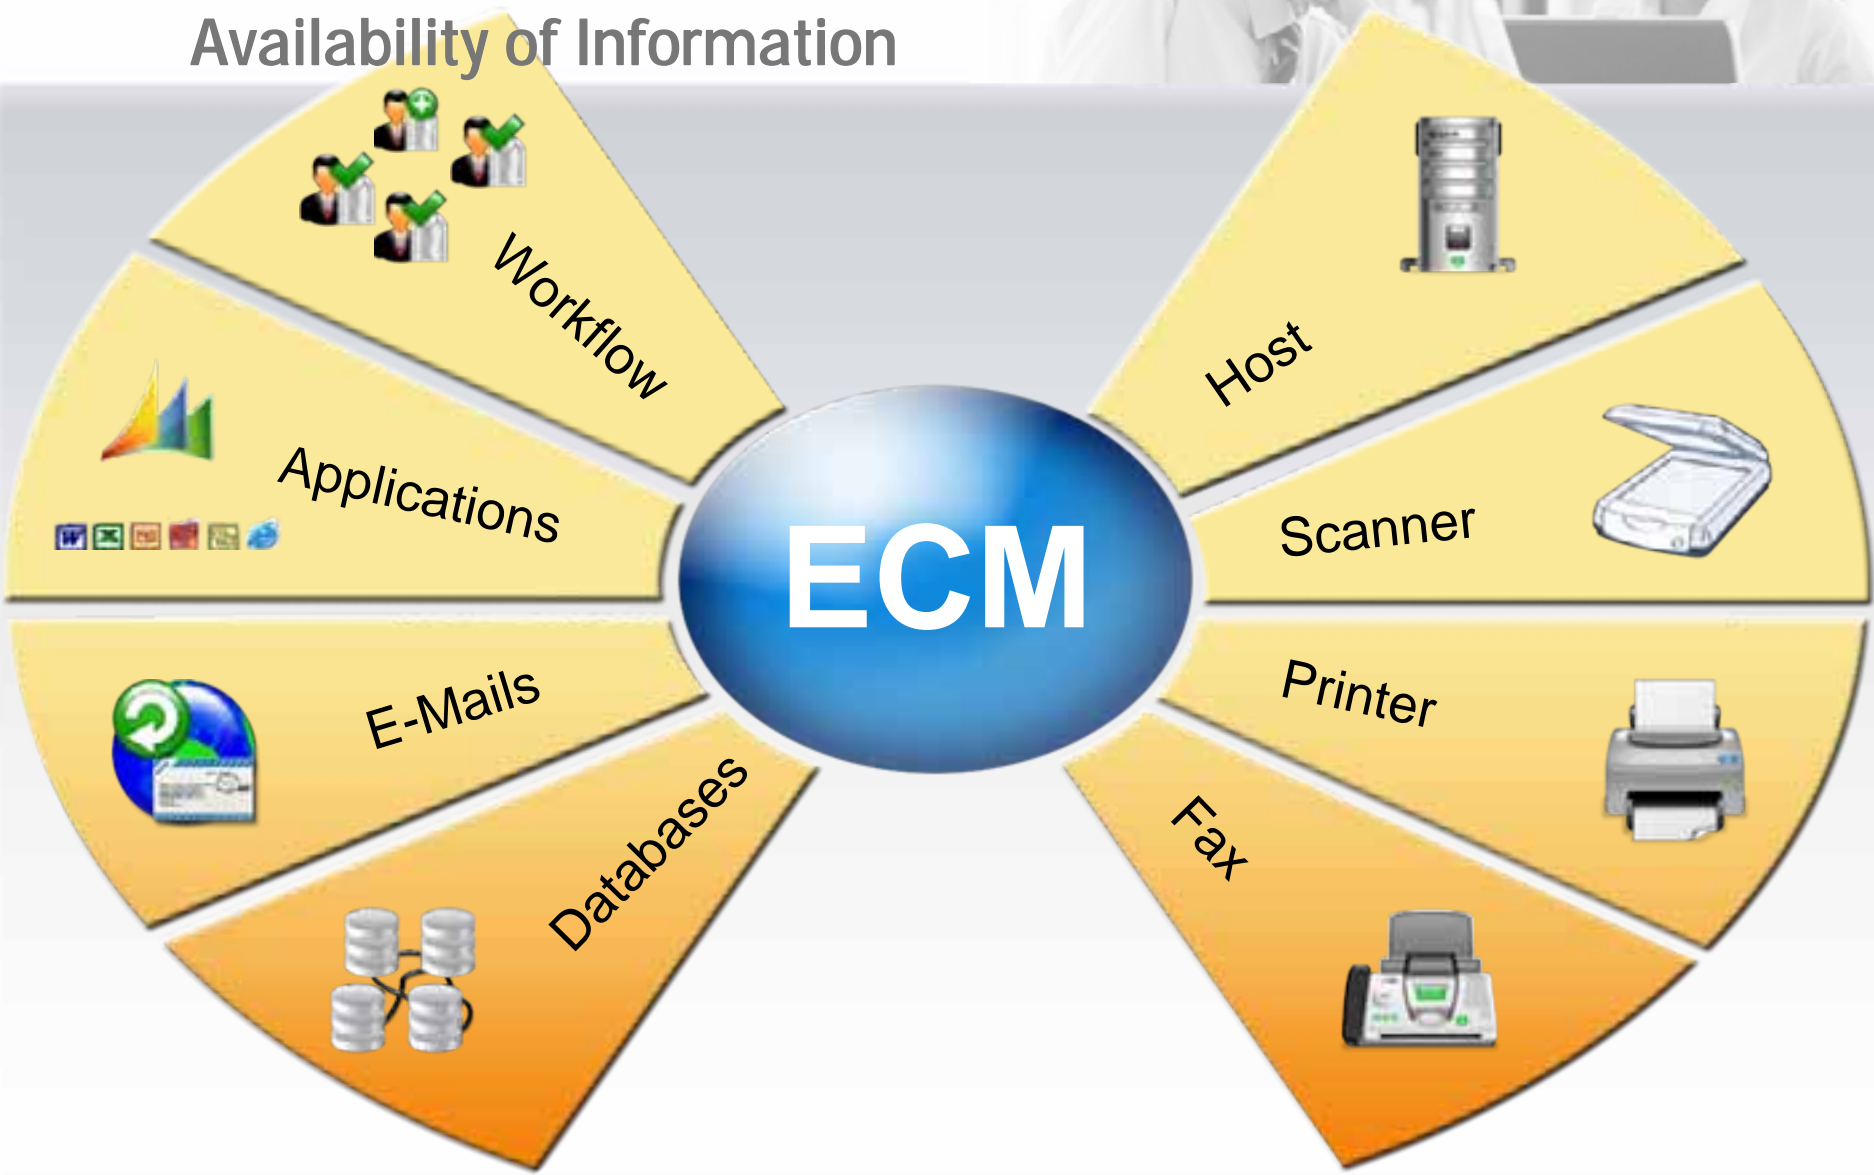 Availability of Information
Workflow
Host
Applications
Scanner
ECM
E-Mails
Printer
Databases
Fax